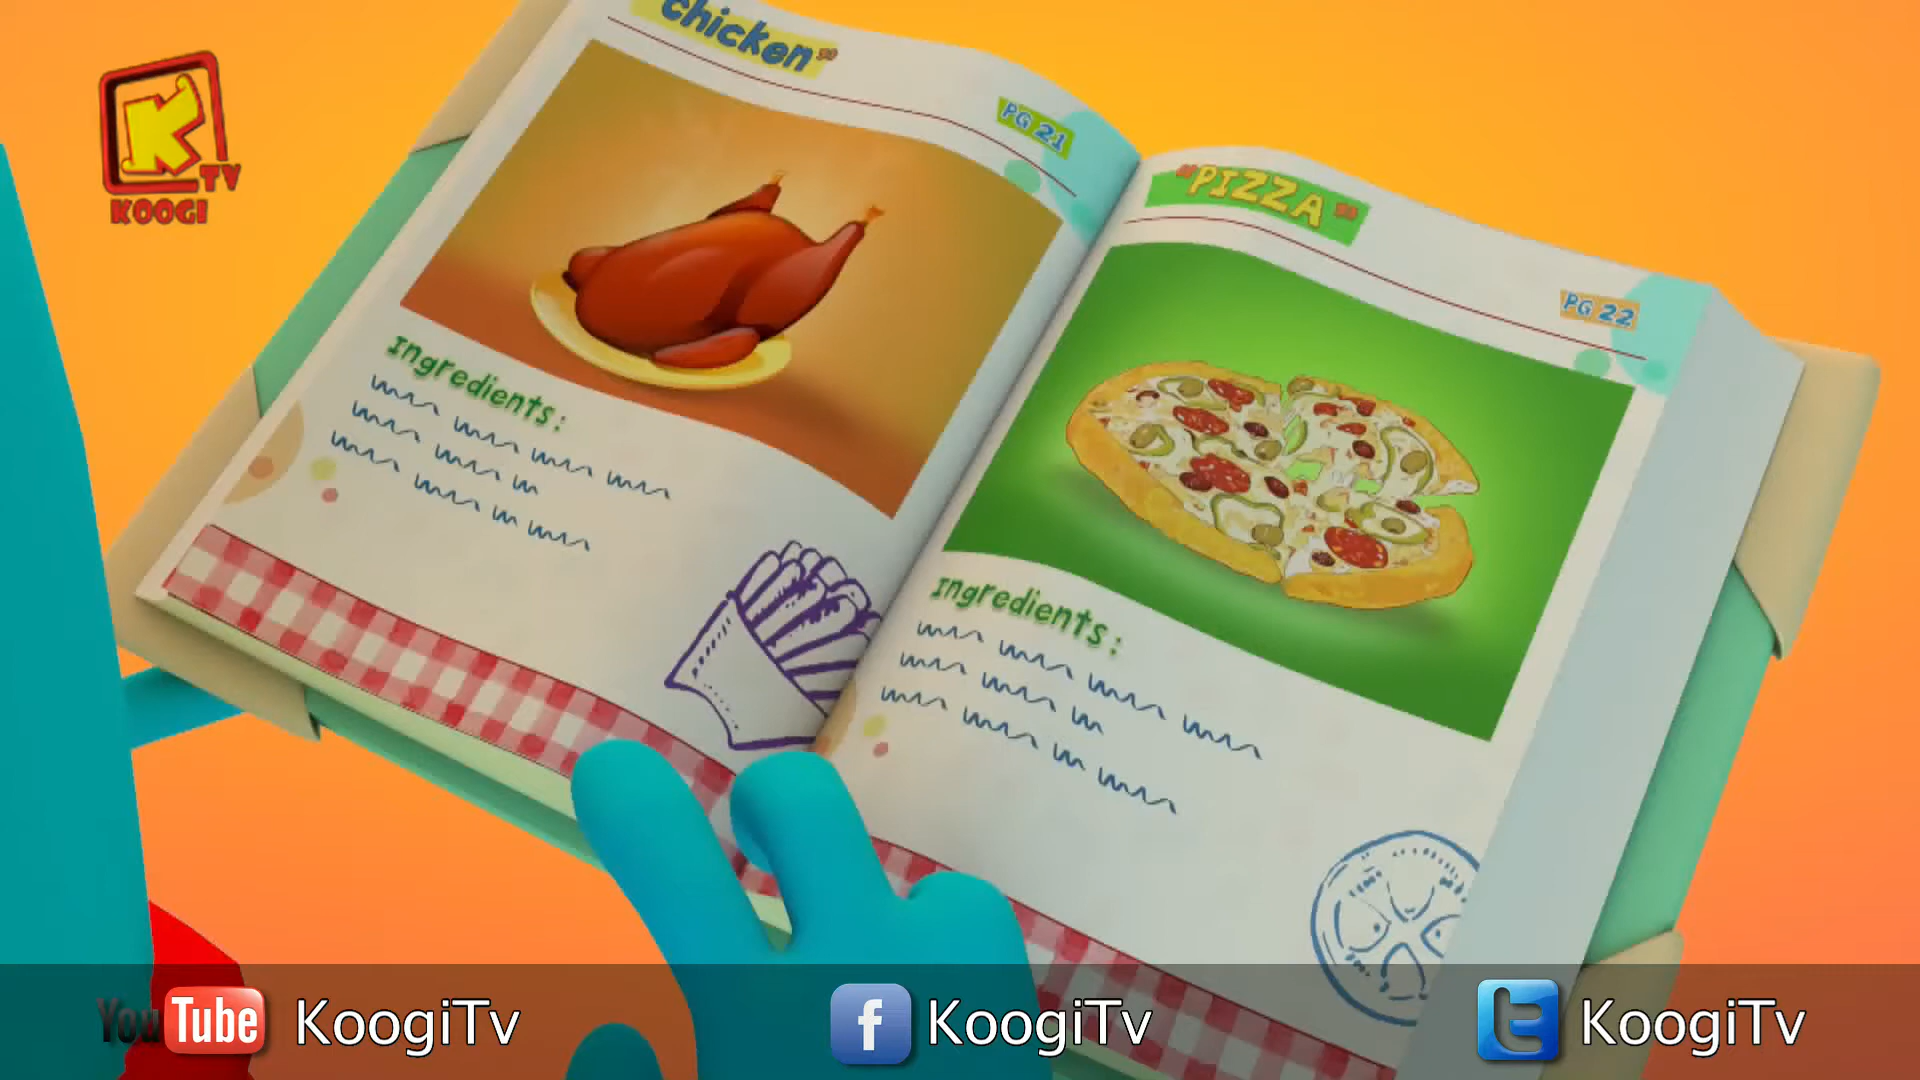 chicken"
PG 21
K
TV
KOOGI
"PIZZA"
PG 22
Ingredients:
Ingredients:
YouTube KoogiTv
f KoogiTv
t KoogiTv